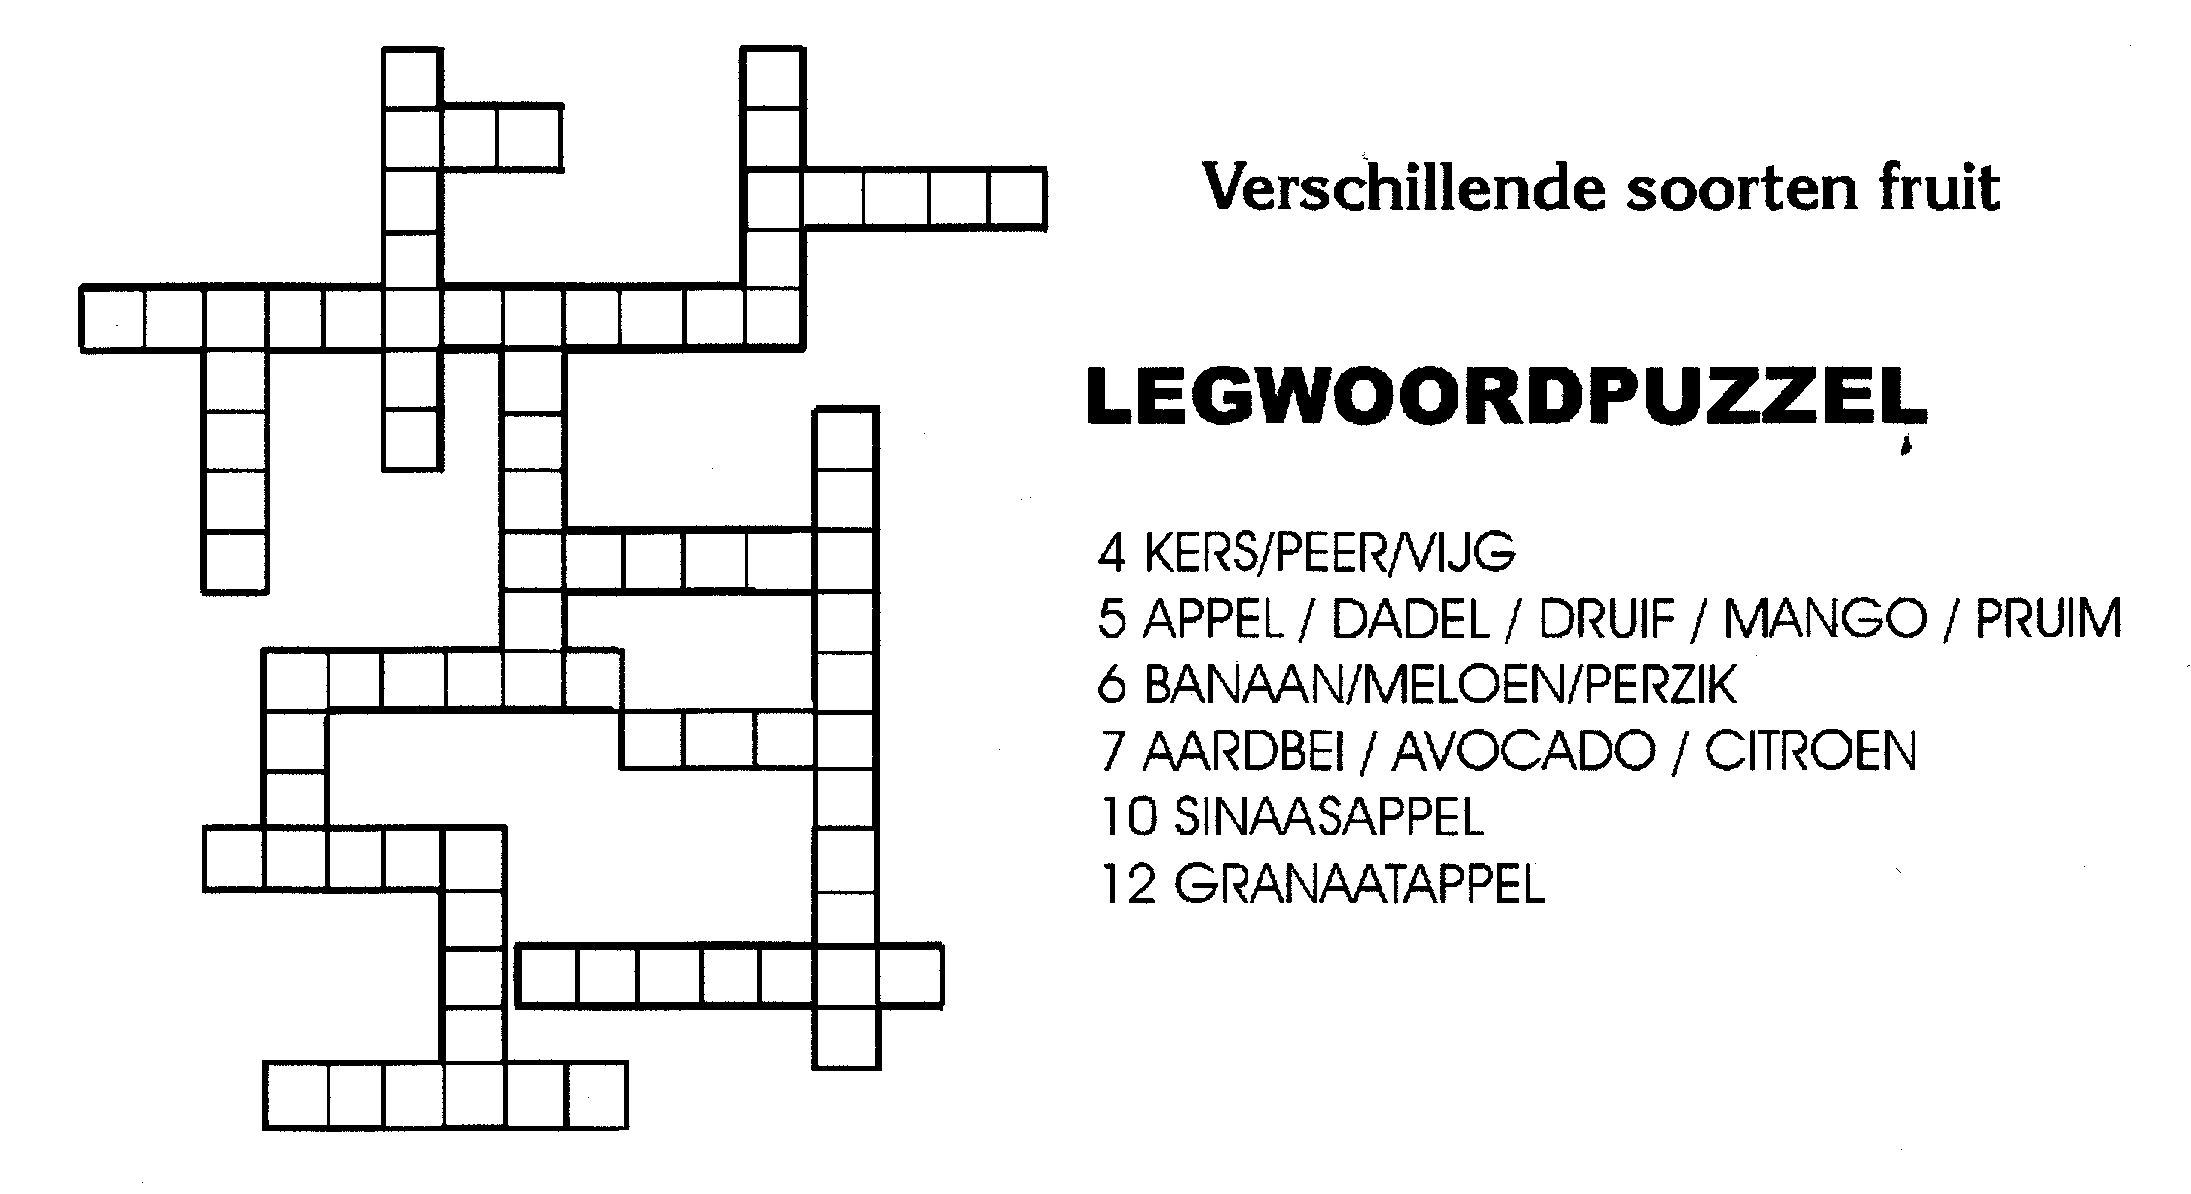 Verschillende soorten fruit
LEGWOORDPUZZEL
4 KERS/PEER/VIJG
5 APPEL / DADEL / DRUIF / MANGO / PRUIM
6 BANAAN/MELOEN/PERZIK
7 AARDBEI / AVOCADO / CITROEN
10 SINAASAPPEL
12 GRANAATAPPEL